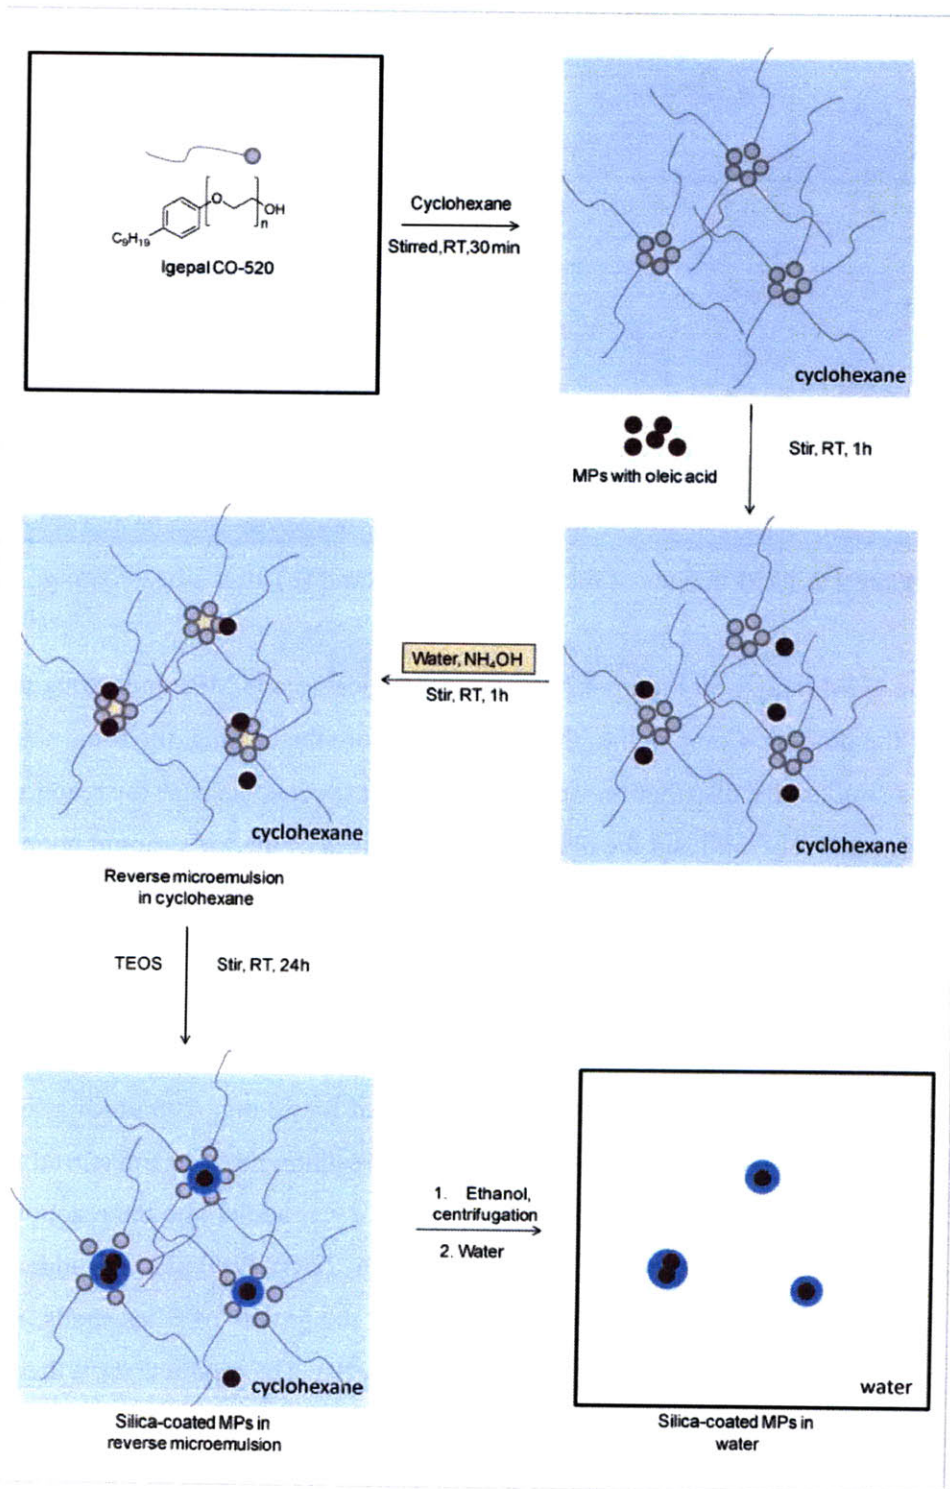 O
OH
n
C₉H₁₉
Igepal CO-520
Cyclohexane
Stirred,RT,30min
cyclohexane
MPs with oleic acid
Stir, RT, 1h
cyclohexane
Water, NH₄OH
Stir, RT, 1h
cyclohexane
Reverse microemulsion
in cyclohexane
TEOS
Stir, RT, 24h
cyclohexane
Silica-coated MPs in
reverse microemulsion
1. Ethanol,
centrifugation
2. Water
water
Silica-coated MPs in
water